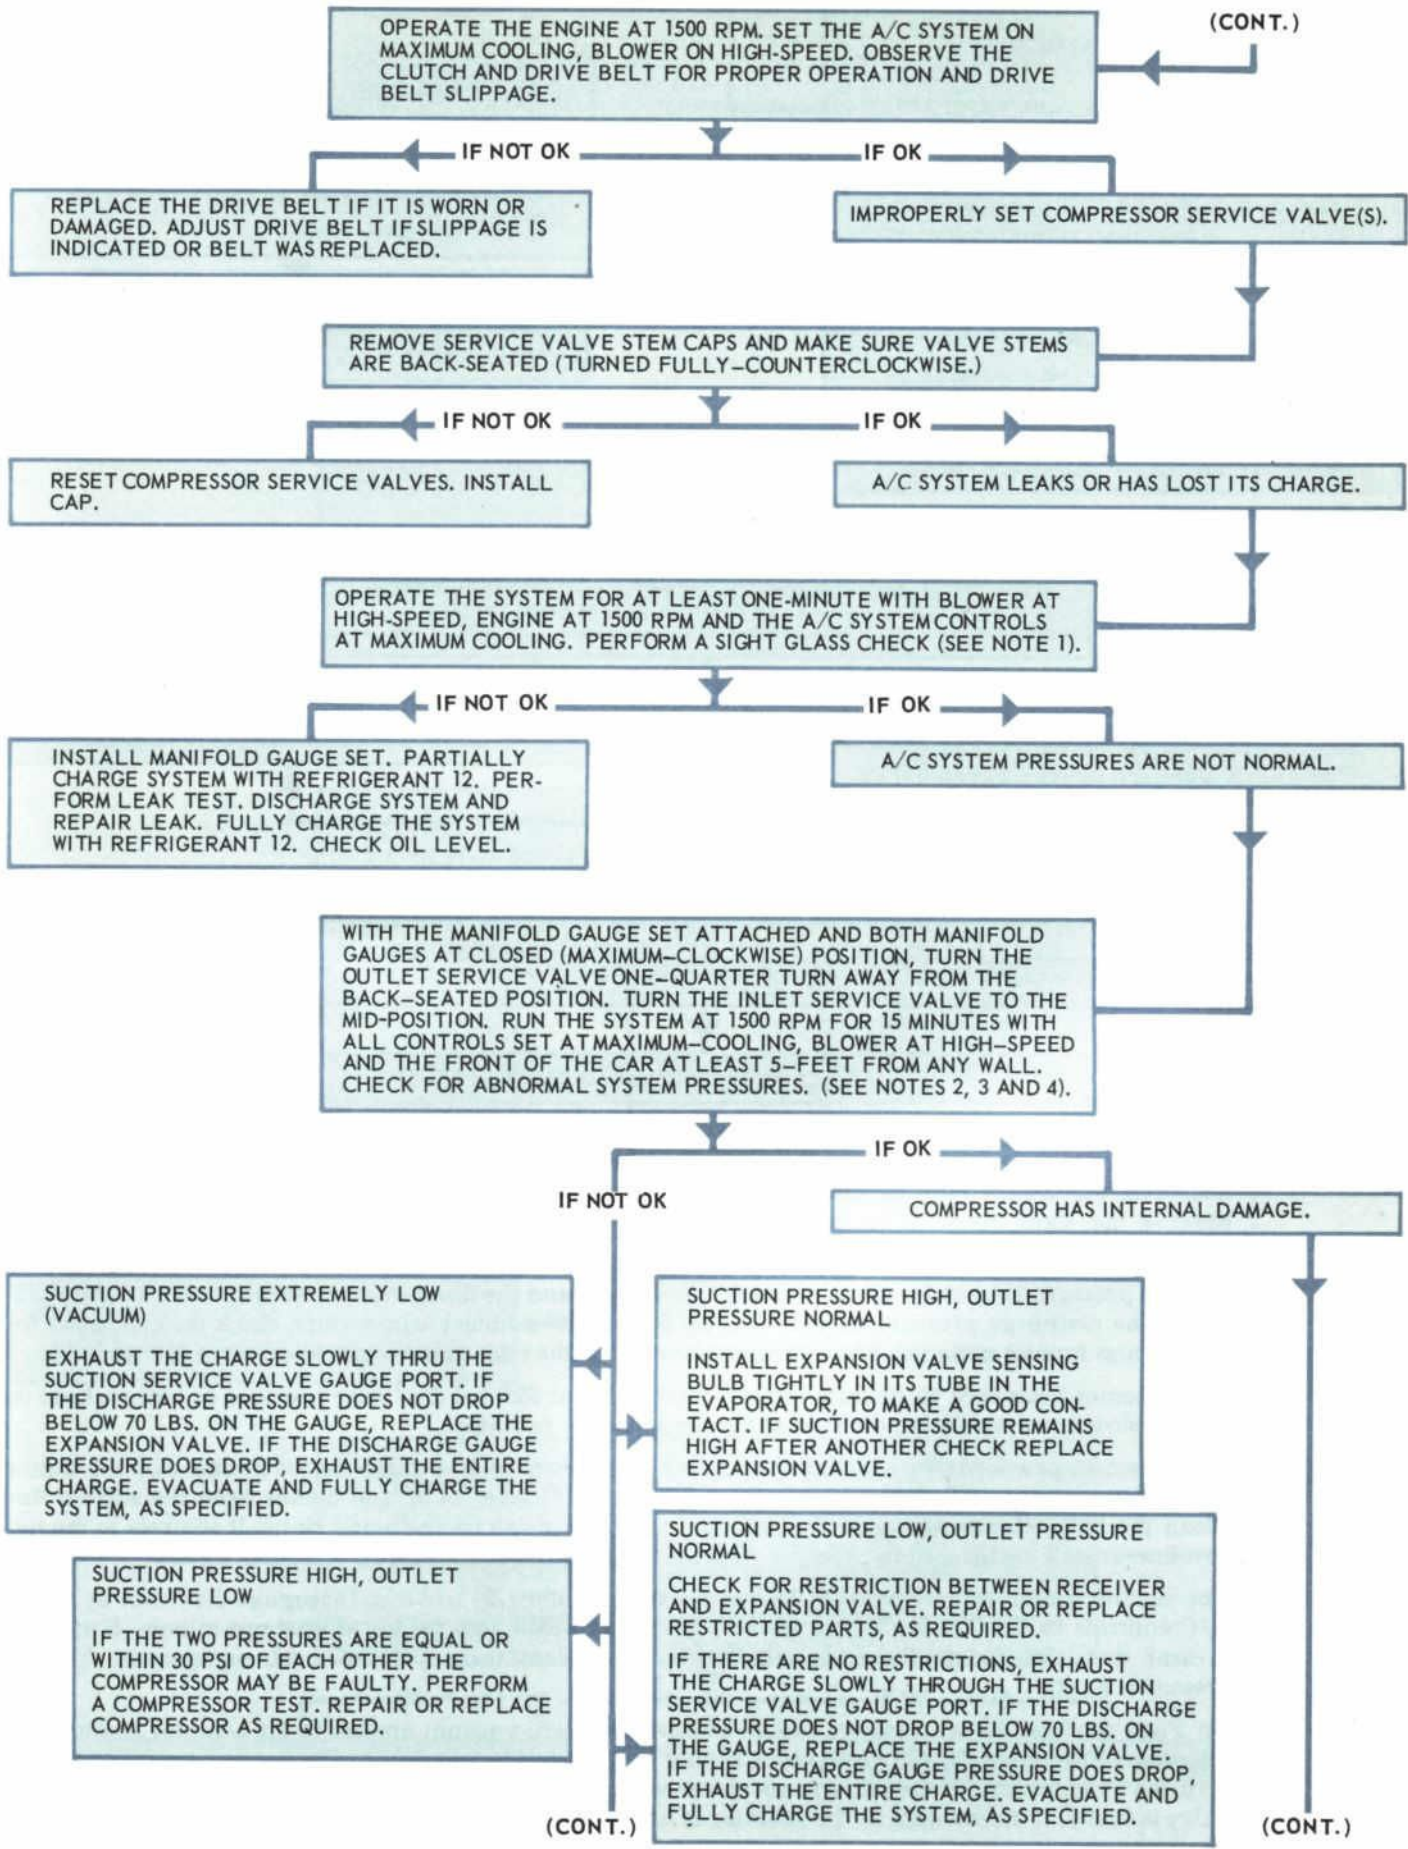 (CONT.)
OPERATE THE ENGINE AT 1500 RPM. SET THE A/C SYSTEM ON
MAXIMUM COOLING, BLOWER ON HIGH-SPEED. OBSERVE THE
CLUTCH AND DRIVE BELT FOR PROPER OPERATION AND DRIVE
BELT SLIPPAGE.
IF NOT OK
IF OK
REPLACE THE DRIVE BELT IF IT IS WORN OR
DAMAGED. ADJUST DRIVE BELT IF SLIPPAGE IS
INDICATED OR BELT WAS REPLACED.
IMPROPERLY SET COMPRESSOR SERVICE VALVE(S).
REMOVE SERVICE VALVE STEM CAPS AND MAKE SURE VALVE STEMS
ARE BACK-SEATED (TURNED FULLY–COUNTERCLOCKWISE.)
IF NOT OK
IF OK
RESET COMPRESSOR SERVICE VALVES. INSTALL
CAP.
A/C SYSTEM LEAKS OR HAS LOST ITS CHARGE.
OPERATE THE SYSTEM FOR AT LEAST ONE-MINUTE WITH BLOWER AT
HIGH-SPEED, ENGINE AT 1500 RPM AND THE A/C SYSTEM CONTROLS
AT MAXIMUM COOLING. PERFORM A SIGHT GLASS CHECK (SEE NOTE 1).
IF NOT OK
IF OK
INSTALL MANIFOLD GAUGE SET. PARTIALLY
CHARGE SYSTEM WITH REFRIGERANT 12. PER-
FORM LEAK TEST. DISCHARGE SYSTEM AND
REPAIR LEAK. FULLY CHARGE THE SYSTEM
WITH REFRIGERANT 12. CHECK OIL LEVEL.
A/C SYSTEM PRESSURES ARE NOT NORMAL.
WITH THE MANIFOLD GAUGE SET ATTACHED AND BOTH MANIFOLD
GAUGES AT CLOSED (MAXIMUM–CLOCKWISE) POSITION, TURN THE
OUTLET SERVICE VALVE ONE–QUARTER TURN AWAY FROM THE
BACK–SEATED POSITION. TURN THE INLET SERVICE VALVE TO THE
MID-POSITION. RUN THE SYSTEM AT 1500 RPM FOR 15 MINUTES WITH
ALL CONTROLS SET AT MAXIMUM–COOLING, BLOWER AT HIGH–SPEED
AND THE FRONT OF THE CAR AT LEAST 5–FEET FROM ANY WALL.
CHECK FOR ABNORMAL SYSTEM PRESSURES. (SEE NOTES 2, 3 AND 4).
IF OK
IF NOT OK
COMPRESSOR HAS INTERNAL DAMAGE.
SUCTION PRESSURE EXTREMELY LOW
(VACUUM)
EXHAUST THE CHARGE SLOWLY THRU THE
SUCTION SERVICE VALVE GAUGE PORT. IF
THE DISCHARGE PRESSURE DOES NOT DROP
BELOW 70 LBS. ON THE GAUGE, REPLACE THE
EXPANSION VALVE. IF THE DISCHARGE GAUGE
PRESSURE DOES DROP, EXHAUST THE ENTIRE
CHARGE. EVACUATE AND FULLY CHARGE THE
SYSTEM, AS SPECIFIED.
SUCTION PRESSURE HIGH, OUTLET
PRESSURE NORMAL
INSTALL EXPANSION VALVE SENSING
BULB TIGHTLY IN ITS TUBE IN THE
EVAPORATOR, TO MAKE A GOOD CON-
TACT. IF SUCTION PRESSURE REMAINS
HIGH AFTER ANOTHER CHECK REPLACE
EXPANSION VALVE.
SUCTION PRESSURE HIGH, OUTLET
PRESSURE LOW
IF THE TWO PRESSURES ARE EQUAL OR
WITHIN 30 PSI OF EACH OTHER THE
COMPRESSOR MAY BE FAULTY. PERFORM
A COMPRESSOR TEST. REPAIR OR REPLACE
COMPRESSOR AS REQUIRED.
SUCTION PRESSURE LOW, OUTLET PRESSURE
NORMAL
CHECK FOR RESTRICTION BETWEEN RECEIVER
AND EXPANSION VALVE. REPAIR OR REPLACE
RESTRICTED PARTS, AS REQUIRED.
IF THERE ARE NO RESTRICTIONS, EXHAUST
THE CHARGE SLOWLY THROUGH THE SUCTION
SERVICE VALVE GAUGE PORT. IF THE DISCHARGE
PRESSURE DOES NOT DROP BELOW 70 LBS. ON
THE GAUGE, REPLACE THE EXPANSION VALVE.
IF THE DISCHARGE GAUGE PRESSURE DOES DROP,
EXHAUST THE ENTIRE CHARGE. EVACUATE AND
FULLY CHARGE THE SYSTEM, AS SPECIFIED.
(CONT.)
(CONT.)